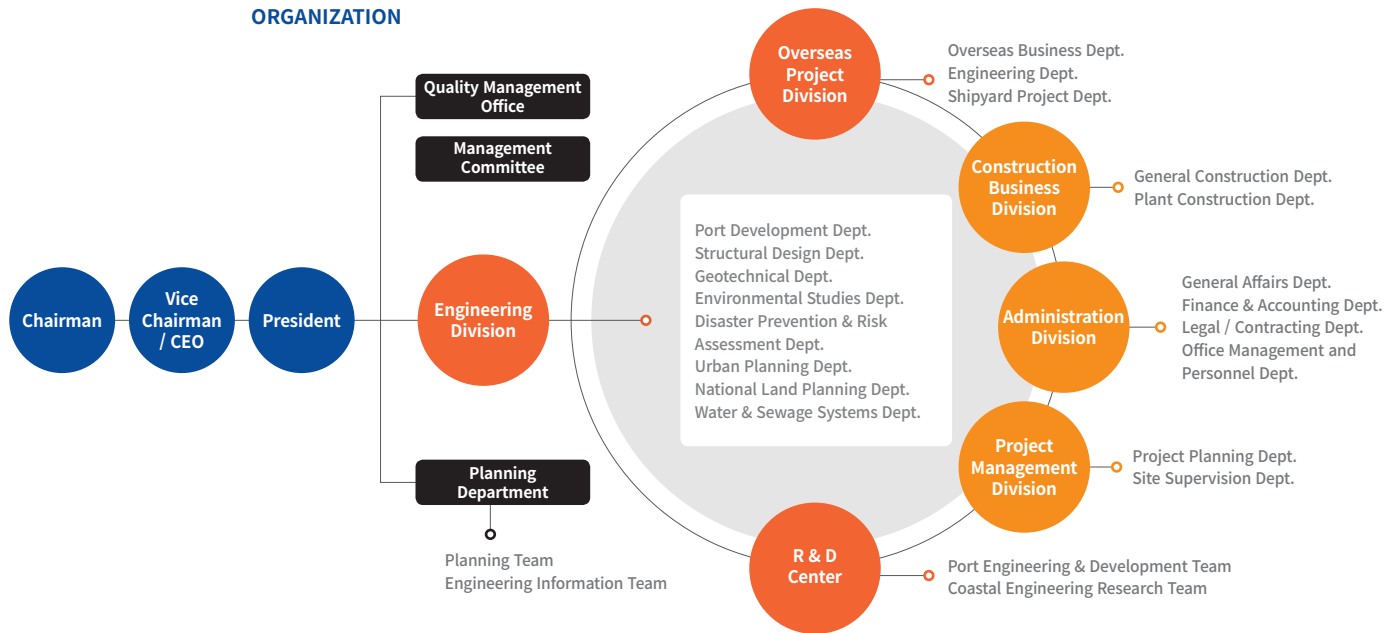 ORGANIZATION
Chairman
Vice
Chairman
/ CEO
President
Quality Management
Office
Management
Committee
Engineering
Division
Planning
Department
Planning Team
Engineering Information Team
Port Development Dept.
Structural Design Dept.
Geotechnical Dept.
Environmental Studies Dept.
Disaster Prevention & Risk
Assessment Dept.
Urban Planning Dept.
National Land Planning Dept.
Water & Sewage Systems Dept.
Overseas
Project
Division
Overseas Business Dept.
Engineering Dept.
Shipyard Project Dept.
Construction
Business
Division
General Construction Dept.
Plant Construction Dept.
Administration
Division
General Affairs Dept.
Finance & Accounting Dept.
Legal / Contracting Dept.
Office Management and
Personnel Dept.
Project
Management
Division
Project Planning Dept.
Site Supervision Dept.
R & D
Center
Port Engineering & Development Team
Coastal Engineering Research Team